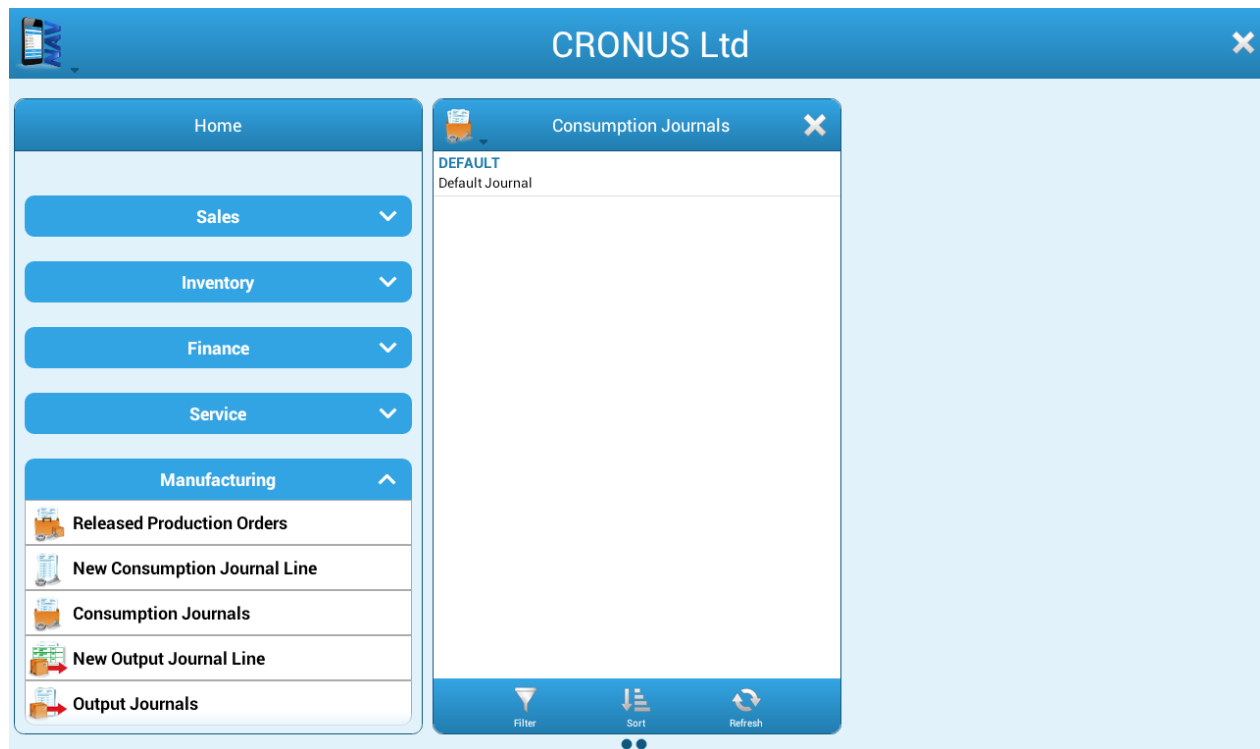 NAV
CRONUS Ltd
Home
Sales
Inventory
Finance
Service
Manufacturing
Released Production Orders
New Consumption Journal Line
Consumption Journals
New Output Journal Line
Output Journals
Consumption Journals
DEFAULT
Default Journal
Filter
Sort
Refresh